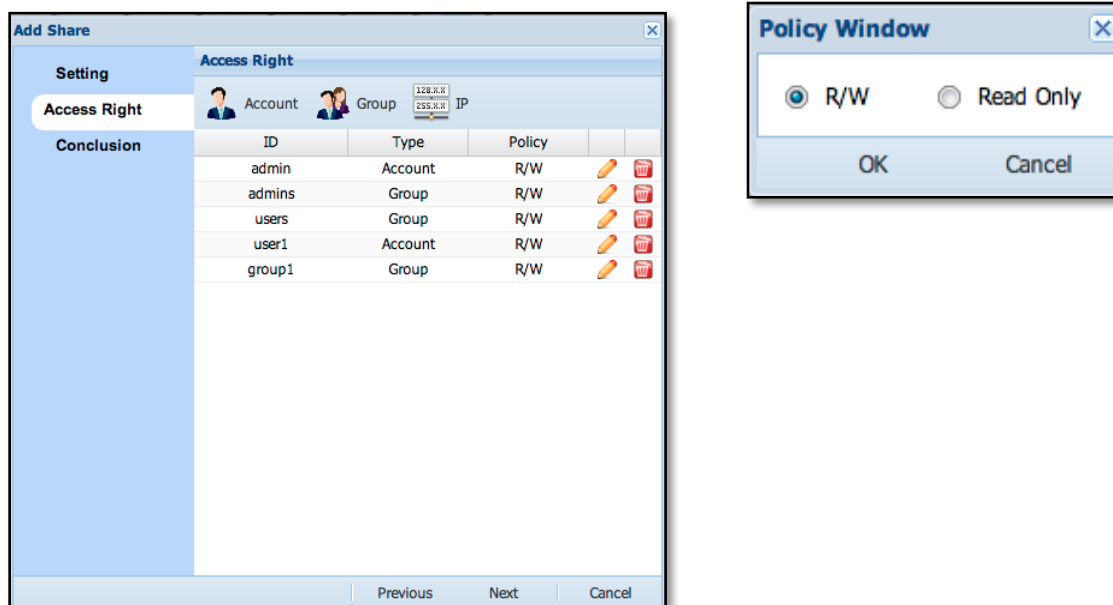 Add Share
Setting
Access Right
Conclusion
Access Right
Account Group 128.X.X 255.X.X IP
ID Type Policy
admin Account R/W
admins Group R/W
users Group R/W
user1 Account R/W
group1 Group R/W
Previous Next Cancel
Policy Window
R/W Read Only
OK Cancel